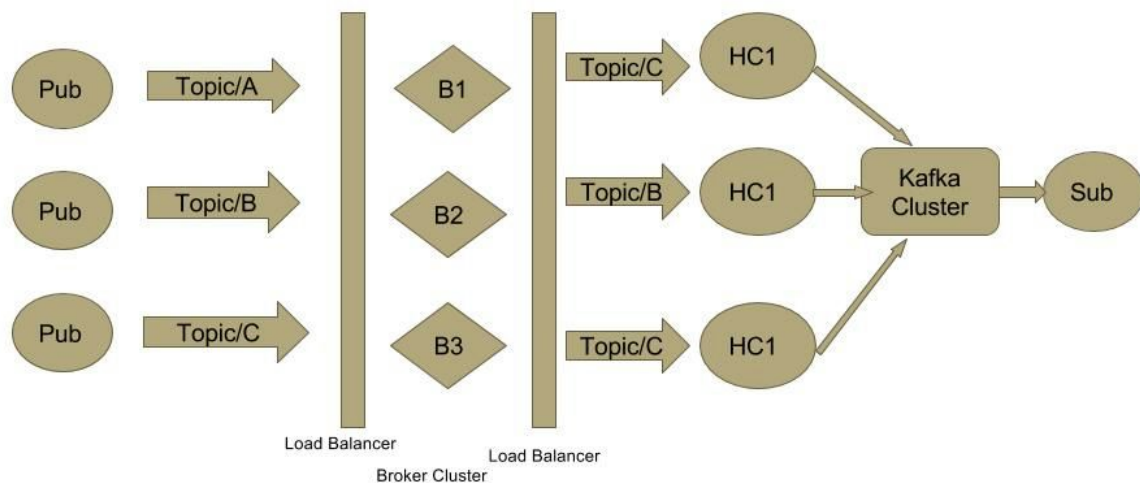 Pub
Topic/A
B1
Topic/C
HC1
Pub
Topic/B
B2
Topic/B
HC1
Kafka
Cluster
Sub
Pub
Topic/C
B3
Topic/C
HC1
Load Balancer
Broker Cluster
Load Balancer